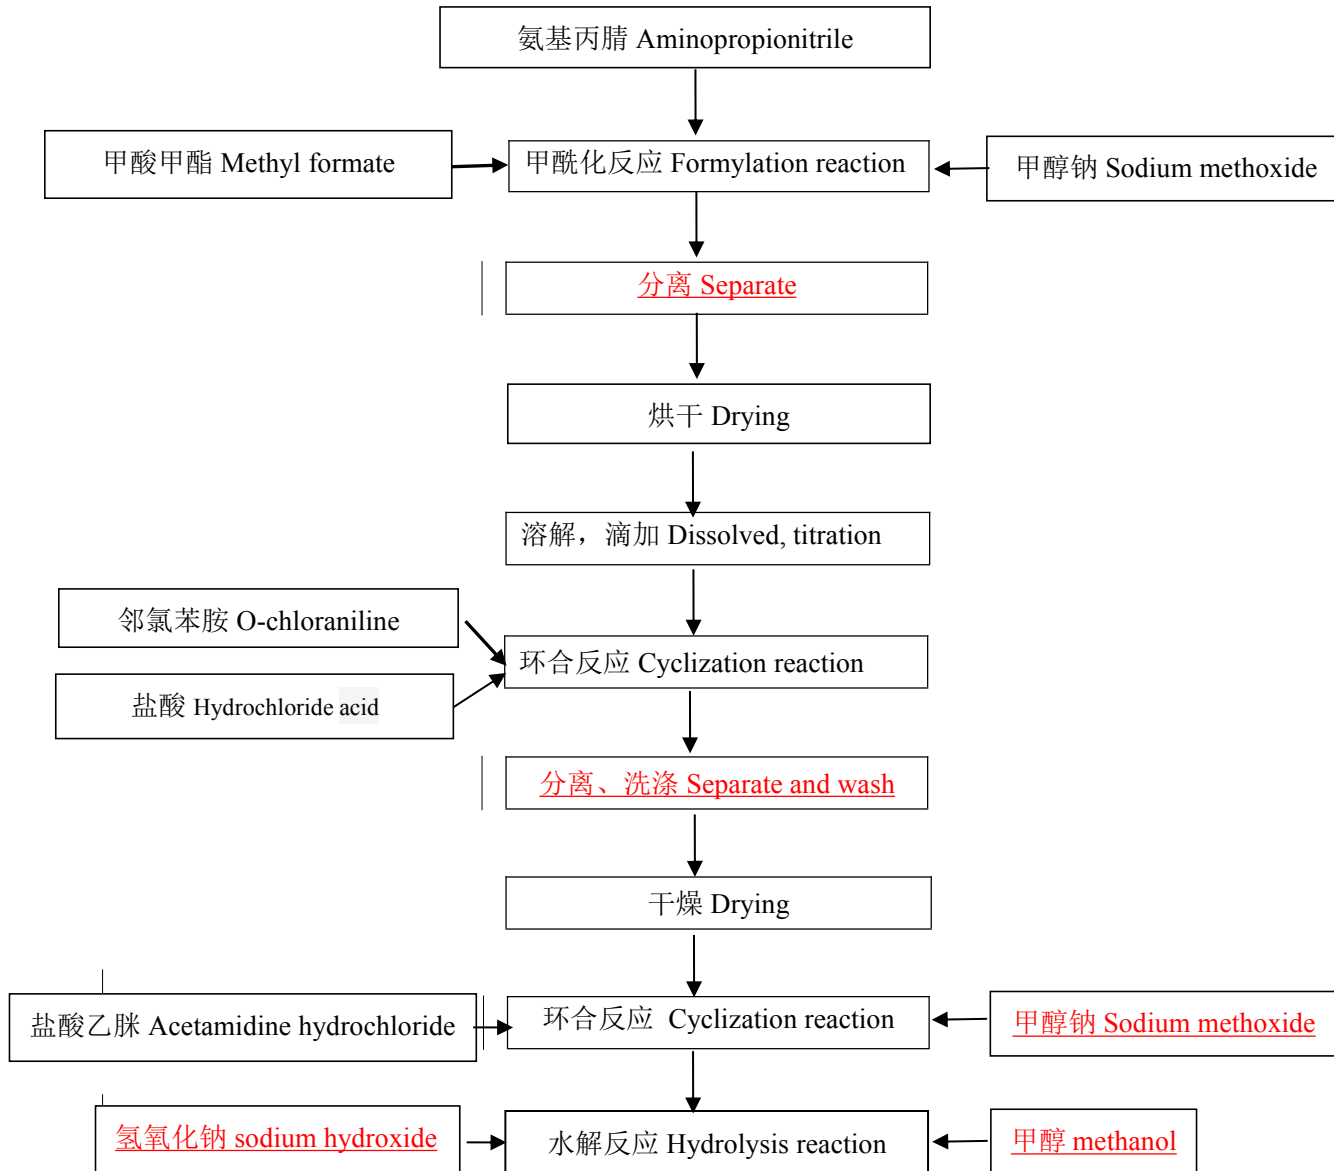 氨基丙腈 Aminopropionitrile
甲酸甲酯 Methyl formate
甲酰化反应 Formylation reaction
甲醇钠 Sodium methoxide
分离 Separate
烘干 Drying
溶解，滴加 Dissolved, titration
邻氯苯胺 O-chloraniline
环合反应 Cyclization reaction
盐酸 Hydrochloride acid
分离、洗涤 Separate and wash
干燥 Drying
盐酸乙脒 Acetamidine hydrochloride
环合反应 Cyclization reaction
甲醇钠 Sodium methoxide
氢氧化钠 sodium hydroxide
水解反应 Hydrolysis reaction
甲醇 methanol